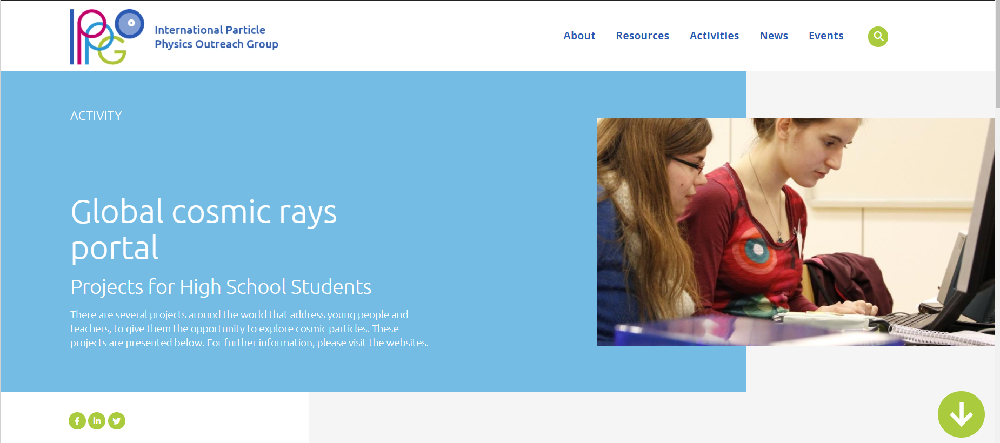 IPPOG
International Particle
Physics Outreach Group
About
Resources
Activities
News
Events
ACTIVITY
Global cosmic rays
portal
Projects for High School Students
There are several projects around the world that address young people and
teachers, to give them the opportunity to explore cosmic particles. These
projects are presented below. For further information, please visit the websites.